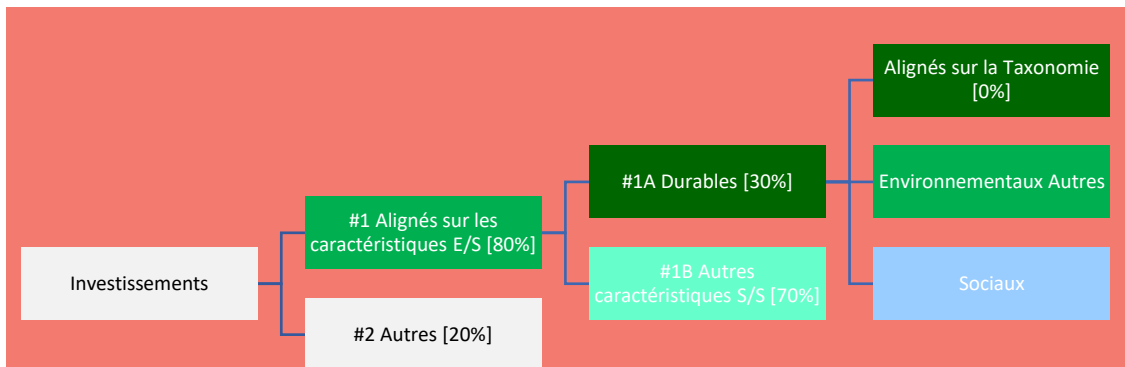 Investissements
#1 Alignés sur les
caractéristiques E/S [80%]
#2 Autres [20%]
#1A Durables [30%]
#1B Autres
caractéristiques S/S [70%]
Alignés sur la Taxonomie
[0%]
Environnementaux Autres
Sociaux